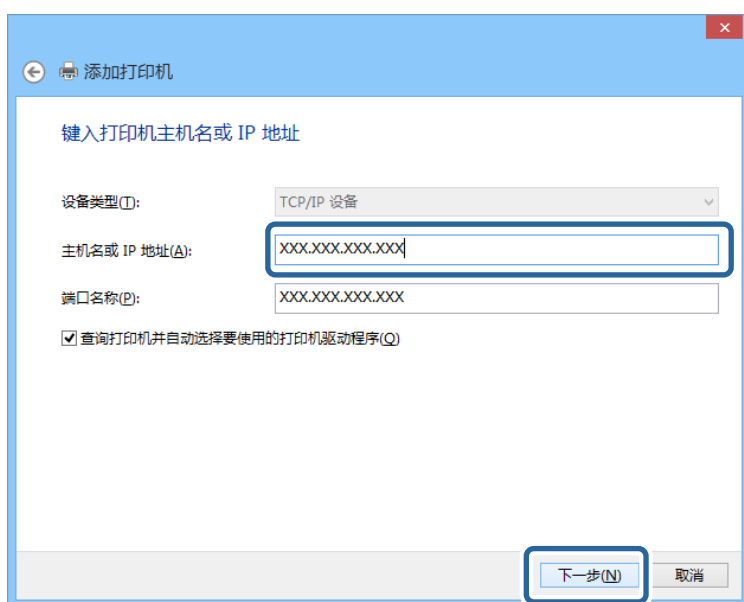 添加打印机
键入打印机主机名或 IP 地址
设备类型(T): TCP/IP 设备
主机名或 IP 地址(A): XXX.XXX.XXX.XXX
端口名称(P): XXX.XXX.XXX.XXX
查询打印机并自动选择要使用的打印机驱动程序(Q)
下一步(N) 取消